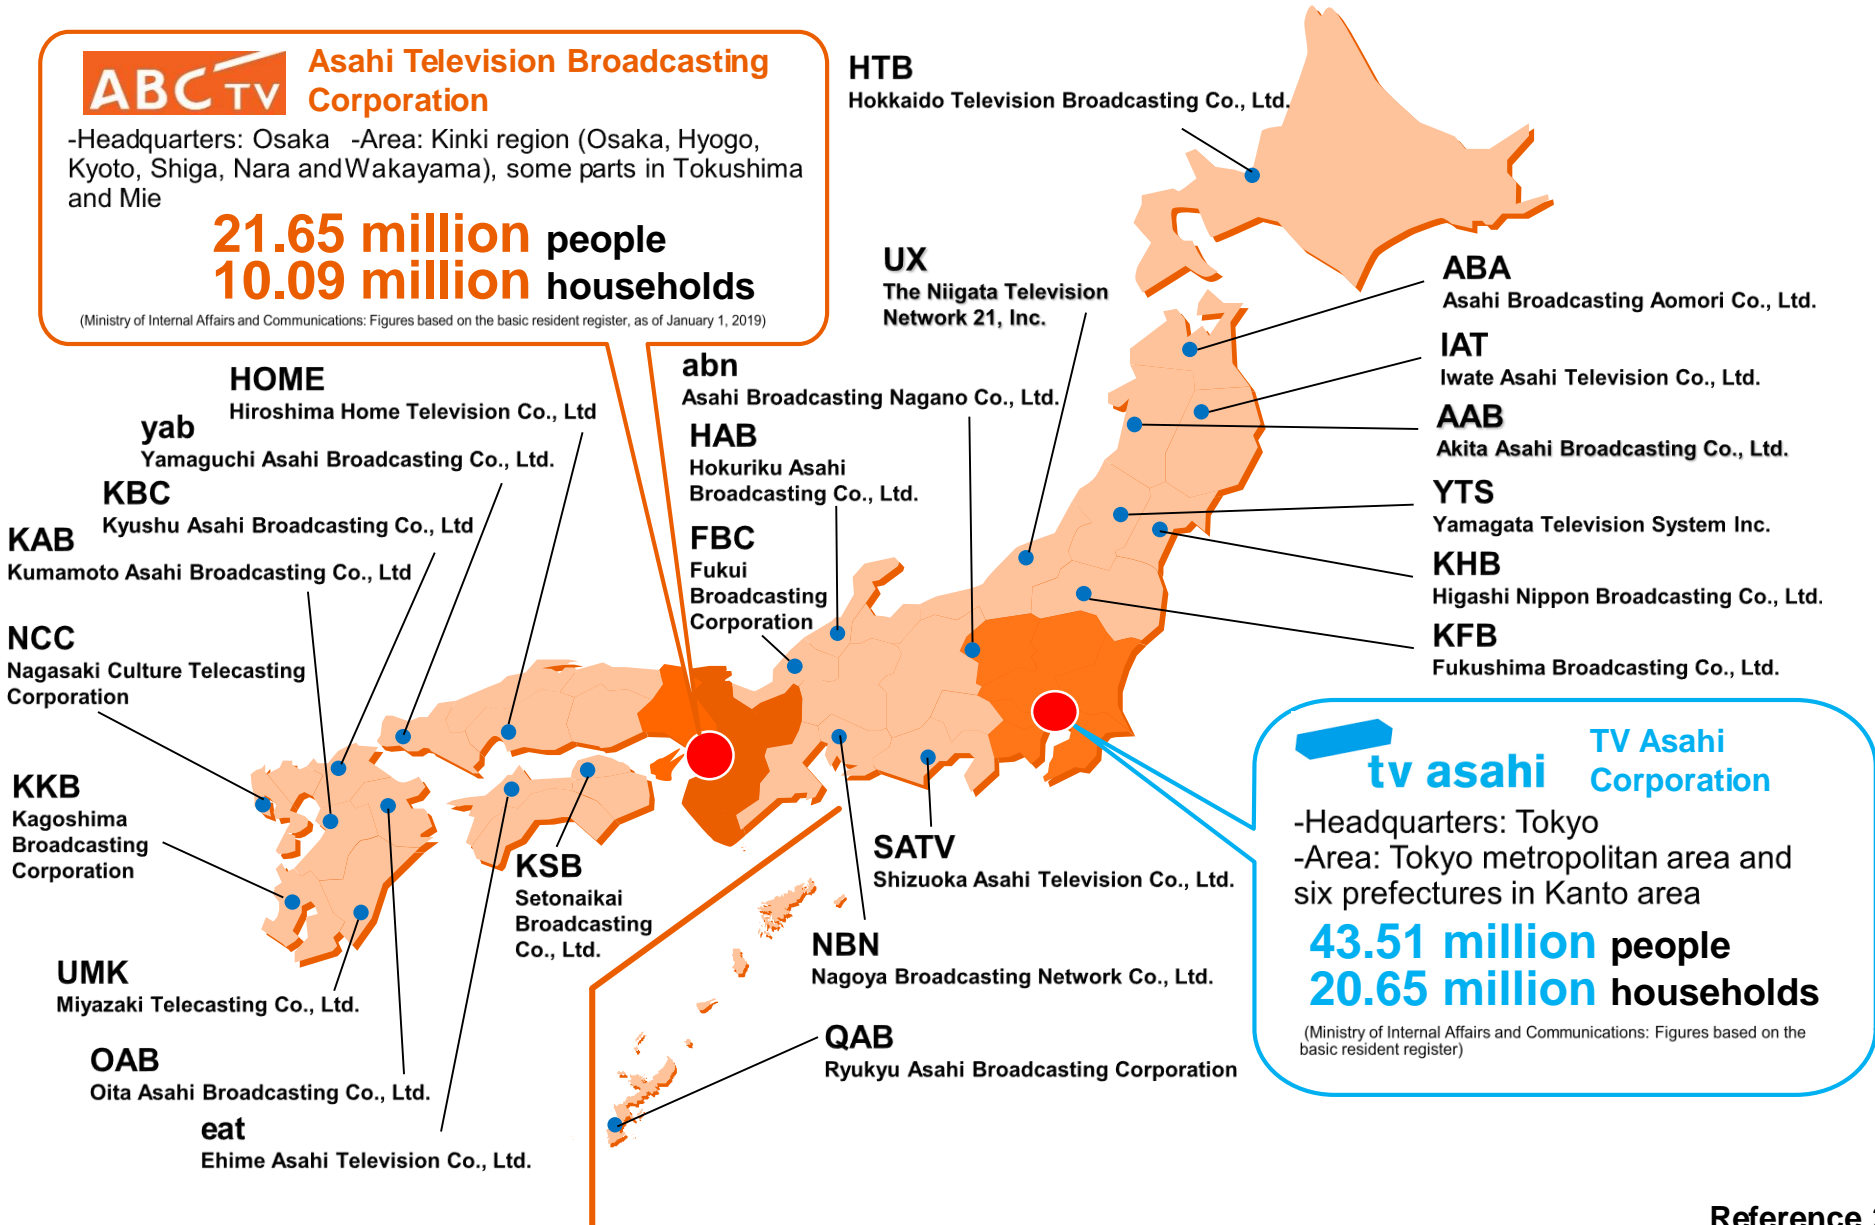 ABC TV
Asahi Television Broadcasting
Corporation
-Headquarters: Osaka -Area: Kinki region (Osaka, Hyogo,
Kyoto, Shiga, Nara and Wakayama), some parts in Tokushima
and Mie
21.65 million people
10.09 million households
(Ministry of Internal Affairs and Communications: Figures based on the basic resident register, as of January 1, 2019)
HTB
Hokkaido Television Broadcasting Co., Ltd.
UX
The Niigata Television
Network 21, Inc.
ABA
Asahi Broadcasting Aomori Co., Ltd.
IAT
Iwate Asahi Television Co., Ltd.
AAB
Akita Asahi Broadcasting Co., Ltd.
YTS
Yamagata Television System Inc.
KHB
Higashi Nippon Broadcasting Co., Ltd.
KFB
Fukushima Broadcasting Co., Ltd.
abn
Asahi Broadcasting Nagano Co., Ltd.
HAB
Hokuriku Asahi
Broadcasting Co., Ltd.
FBC
Fukui
Broadcasting
Corporation
HOME
Hiroshima Home Television Co., Ltd
yab
Yamaguchi Asahi Broadcasting Co., Ltd.
KBC
Kyushu Asahi Broadcasting Co., Ltd
KAB
Kumamoto Asahi Broadcasting Co., Ltd
NCC
Nagasaki Culture Telecasting
Corporation
KKB
Kagoshima
Broadcasting
Corporation
UMK
Miyazaki Telecasting Co., Ltd.
OAB
Oita Asahi Broadcasting Co., Ltd.
eat
Ehime Asahi Television Co., Ltd.
KSB
Setonaikai
Broadcasting
Co., Ltd.
SATV
Shizuoka Asahi Television Co., Ltd.
NBN
Nagoya Broadcasting Network Co., Ltd.
QAB
Ryukyu Asahi Broadcasting Corporation
tv asahi
TV Asahi
Corporation
-Headquarters: Tokyo
-Area: Tokyo metropolitan area and
six prefectures in Kanto area
43.51 million people
20.65 million households
(Ministry of Internal Affairs and Communications: Figures based on the
basic resident register)
Reference